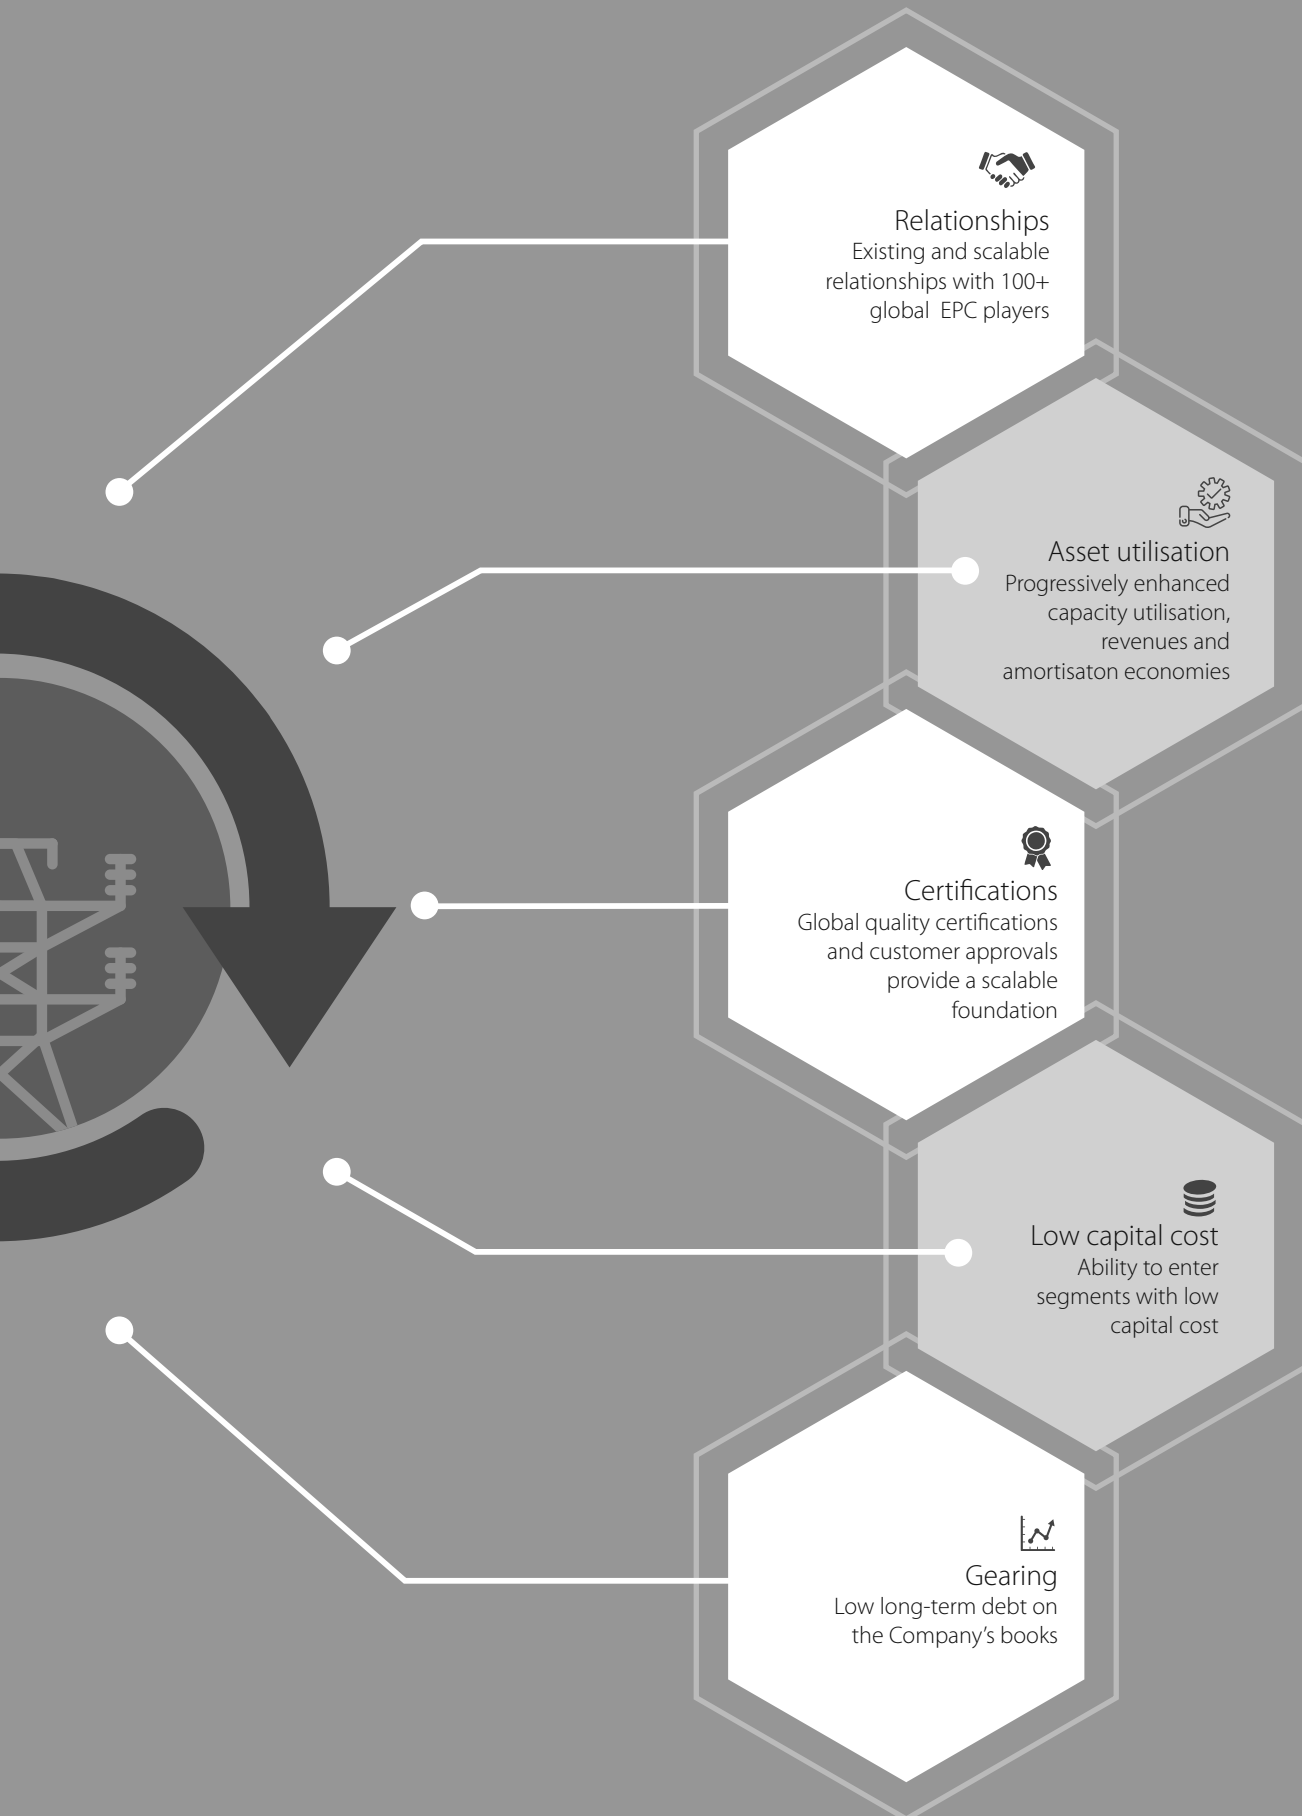 Relationships
Existing and scalable
relationships with 100+
global EPC players
Asset utilisation
Progressively enhanced
capacity utilisation,
revenues and
amortisaton economies
Certifications
Global quality certifications
and customer approvals
provide a scalable
foundation
Low capital cost
Ability to enter
segments with low
capital cost
Gearing
Low long-term debt on
the Company’s books